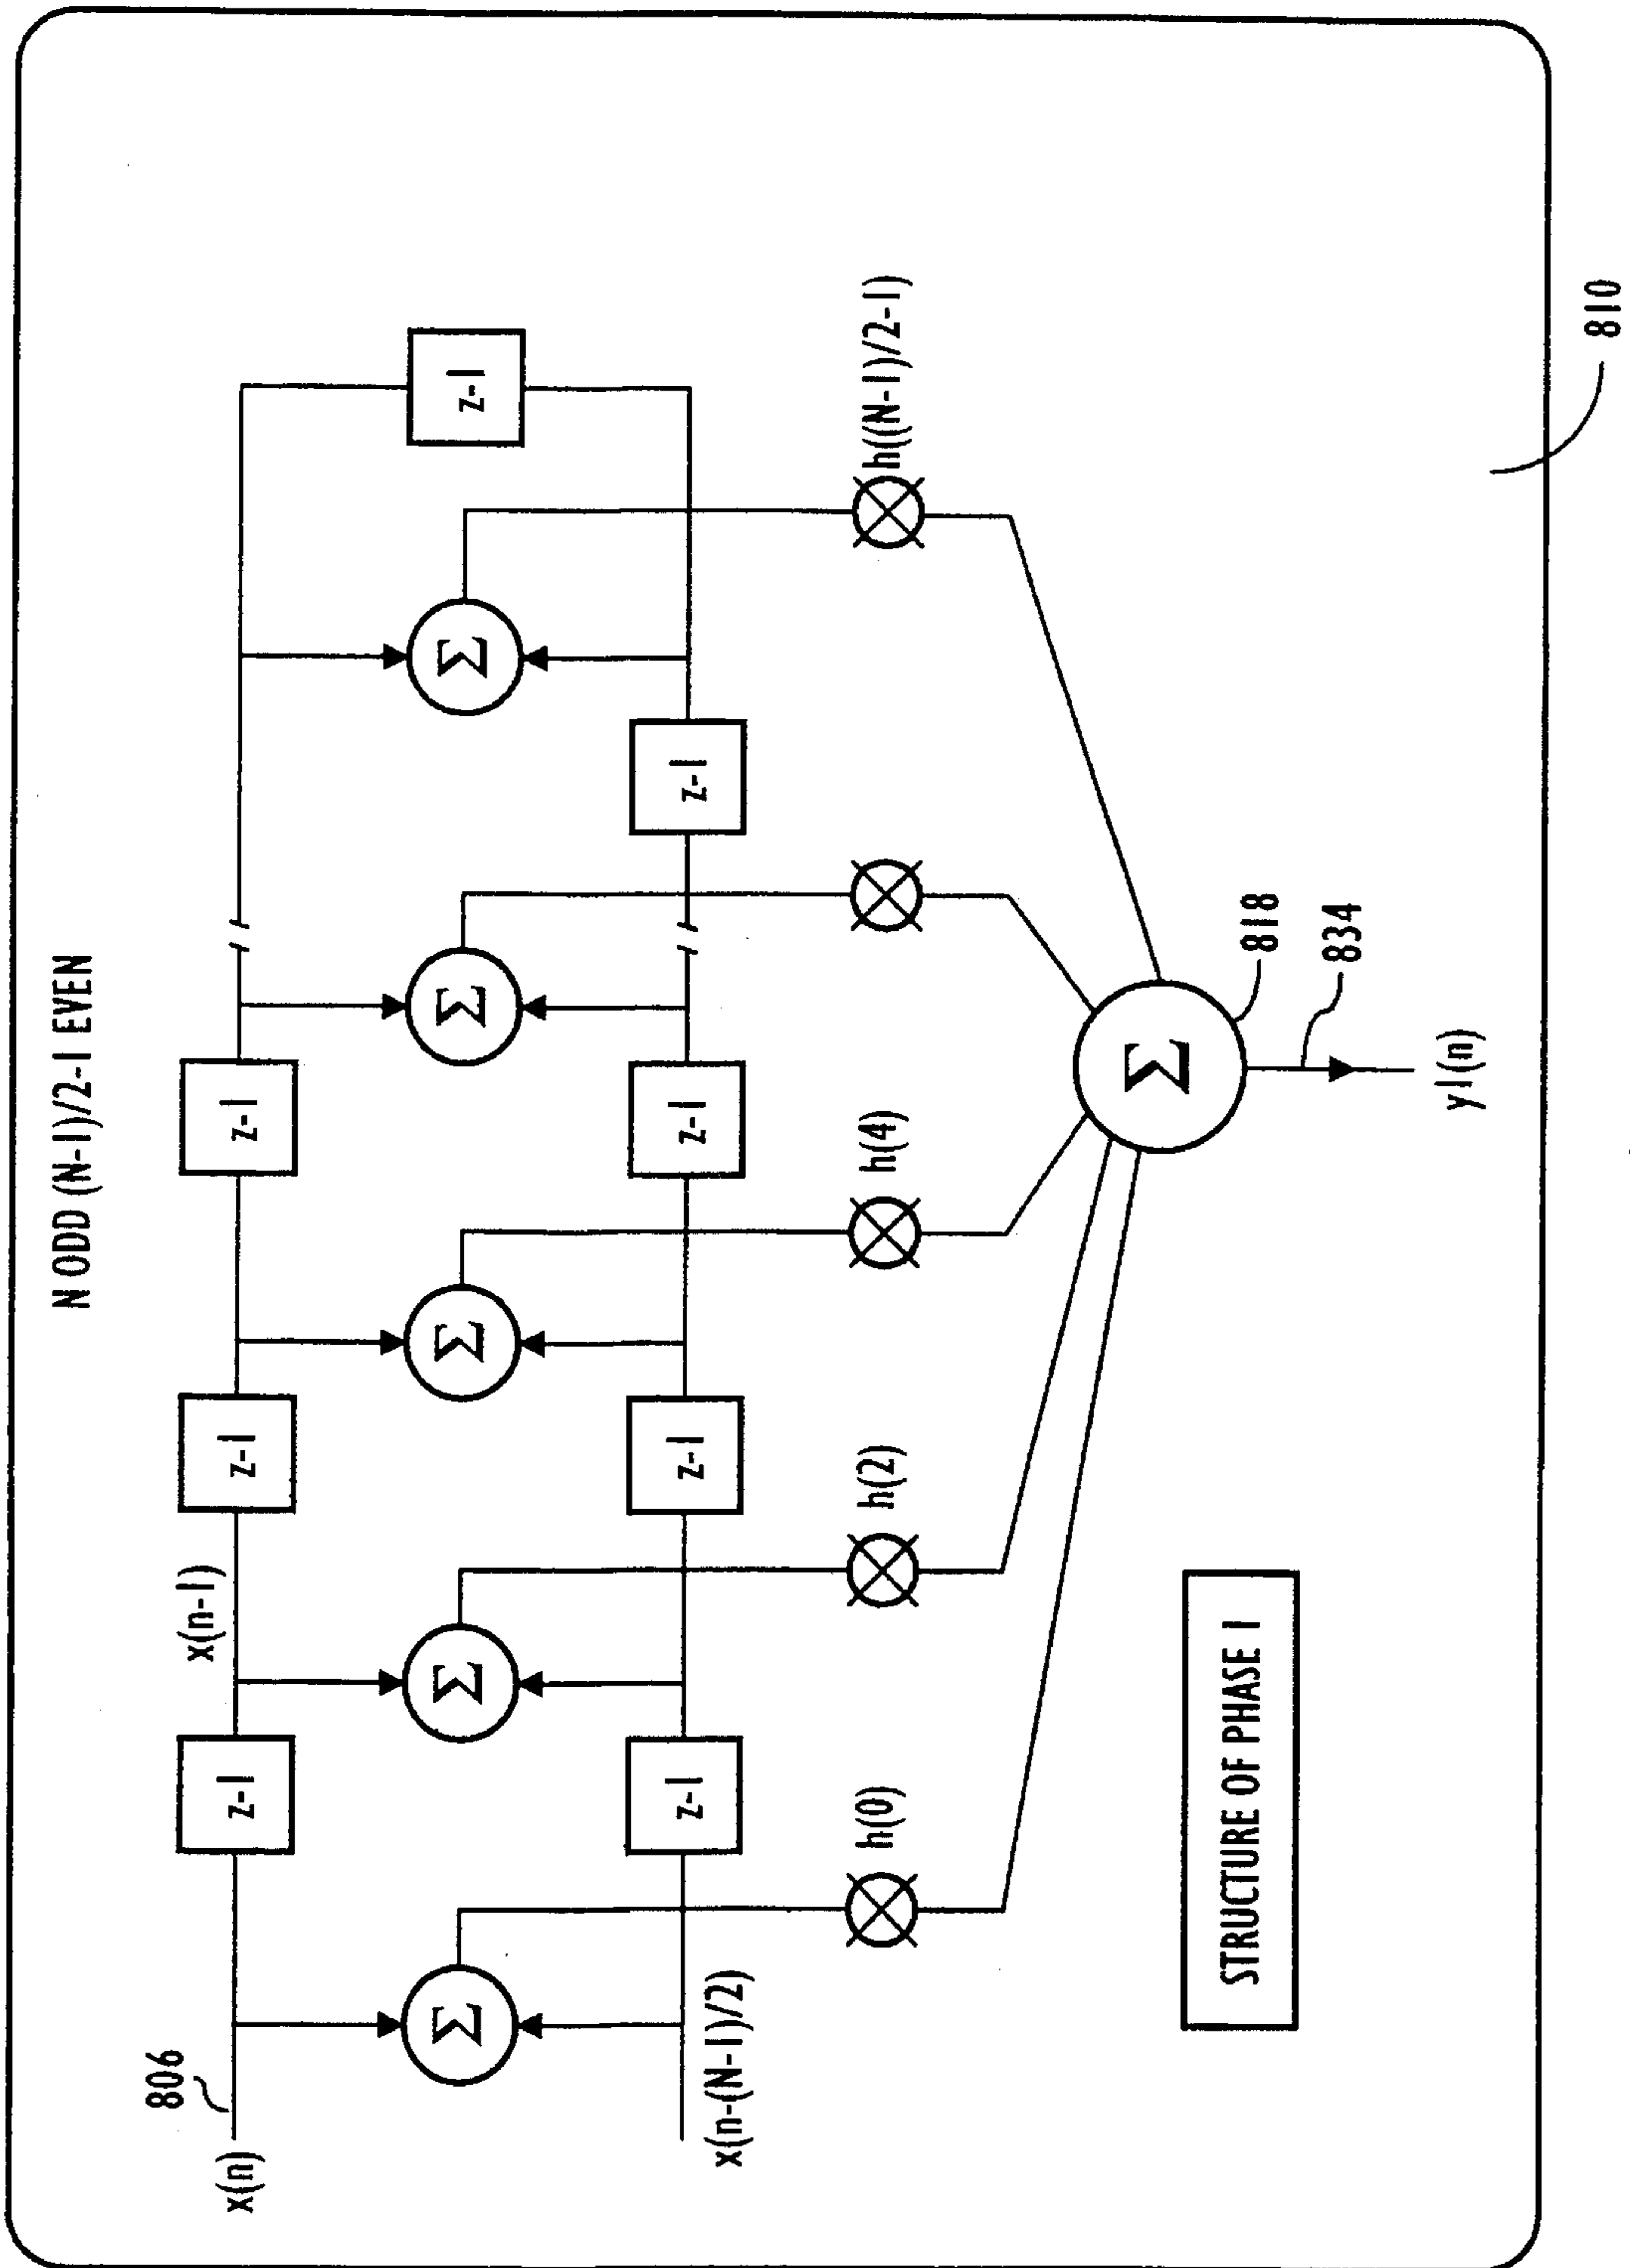 N ODD (N-1)/2-1 EVEN
x(n)
806
x(n-1)
z-1
z-1
z-1
Σ
Σ
Σ
Σ
Σ
z-1
x(n-(N-1)/2)
z-1
z-1
z-1
z-1
h(0)
h(2)
h(4)
h((N-1)/2-1)
Σ
818
834
y1(n)
STRUCTURE OF PHASE 1
810